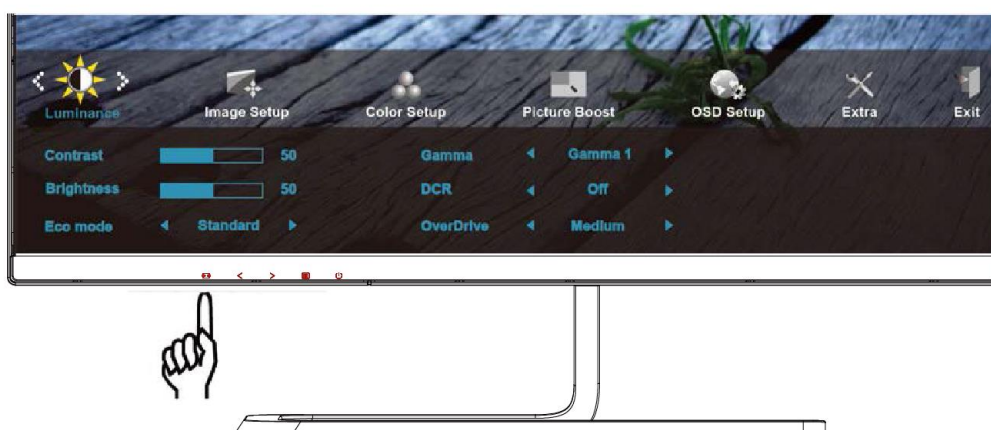 Luminance Image Setup Color Setup Picture Boost OSD Setup Extra Exit
Contrast 50 Gamma Gamma 1
Brightness 50 DCR Off
Eco mode Standard OverDrive Medium